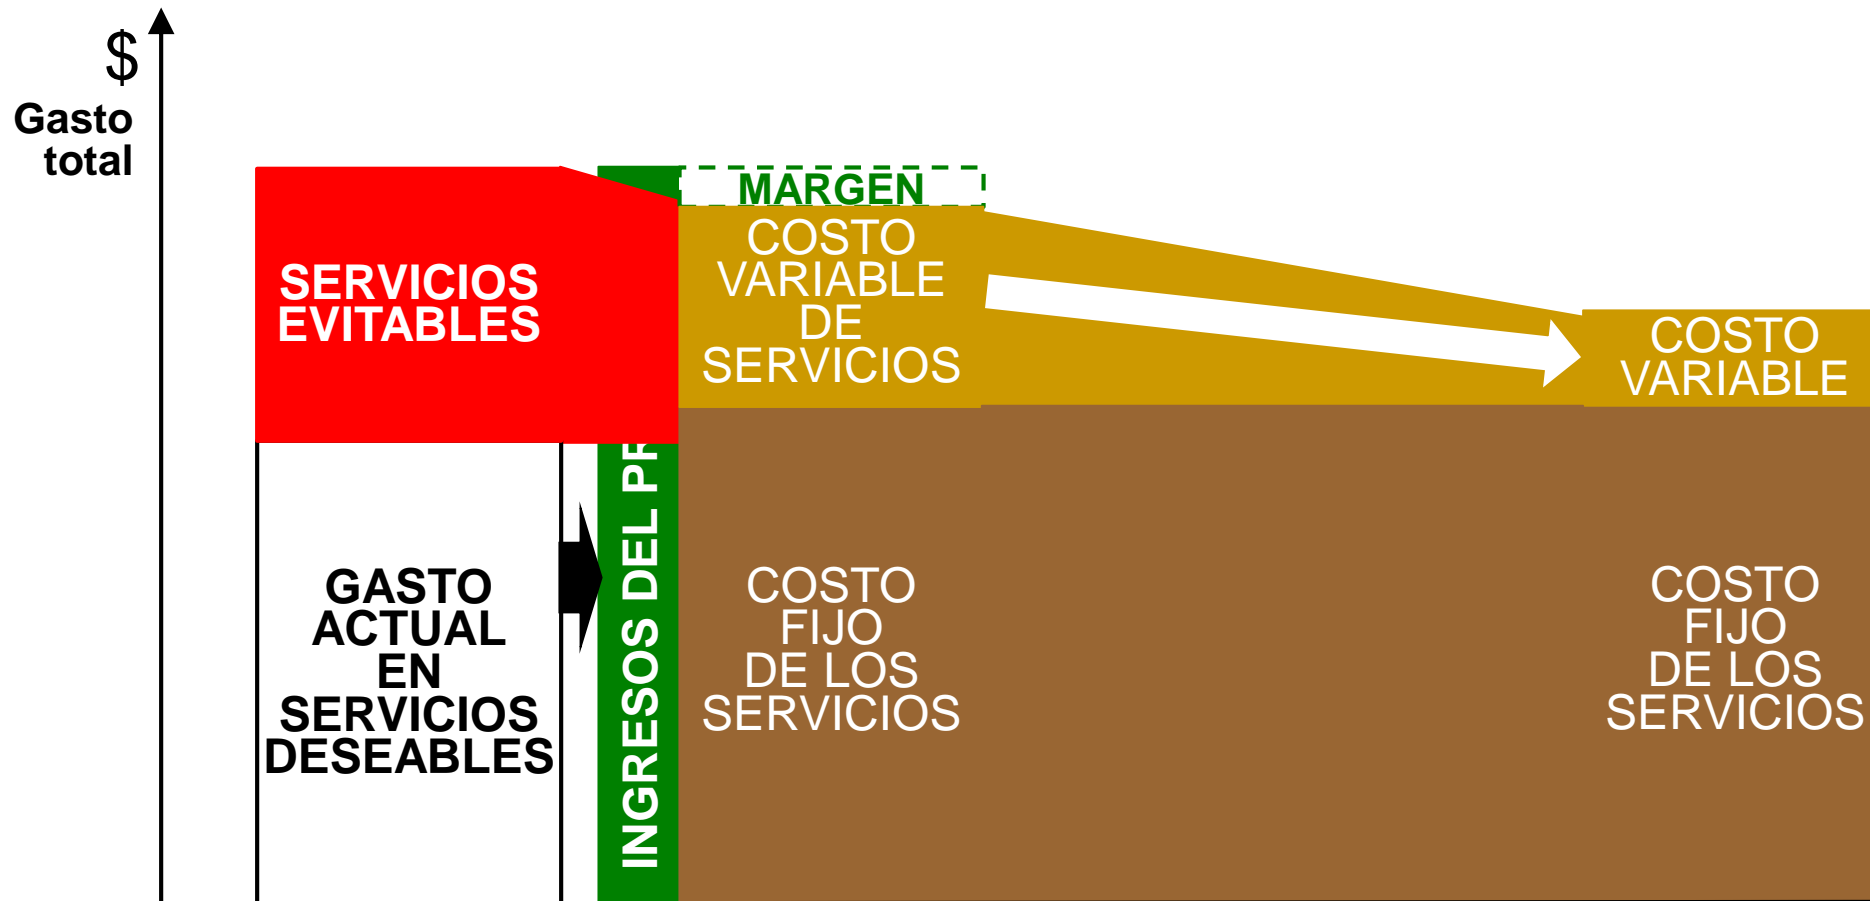 $
Gasto
total
SERVICIOS
EVITABLES
GASTO
ACTUAL
EN
SERVICIOS
DESEABLES
INGRESOS DEL
MARGEN
COSTO
VARIABLE
DE
SERVICIOS
COSTO
FIJO
DE LOS
SERVICIOS
COSTO
VARIABLE
COSTO
FIJO
DE LOS
SERVICIOS